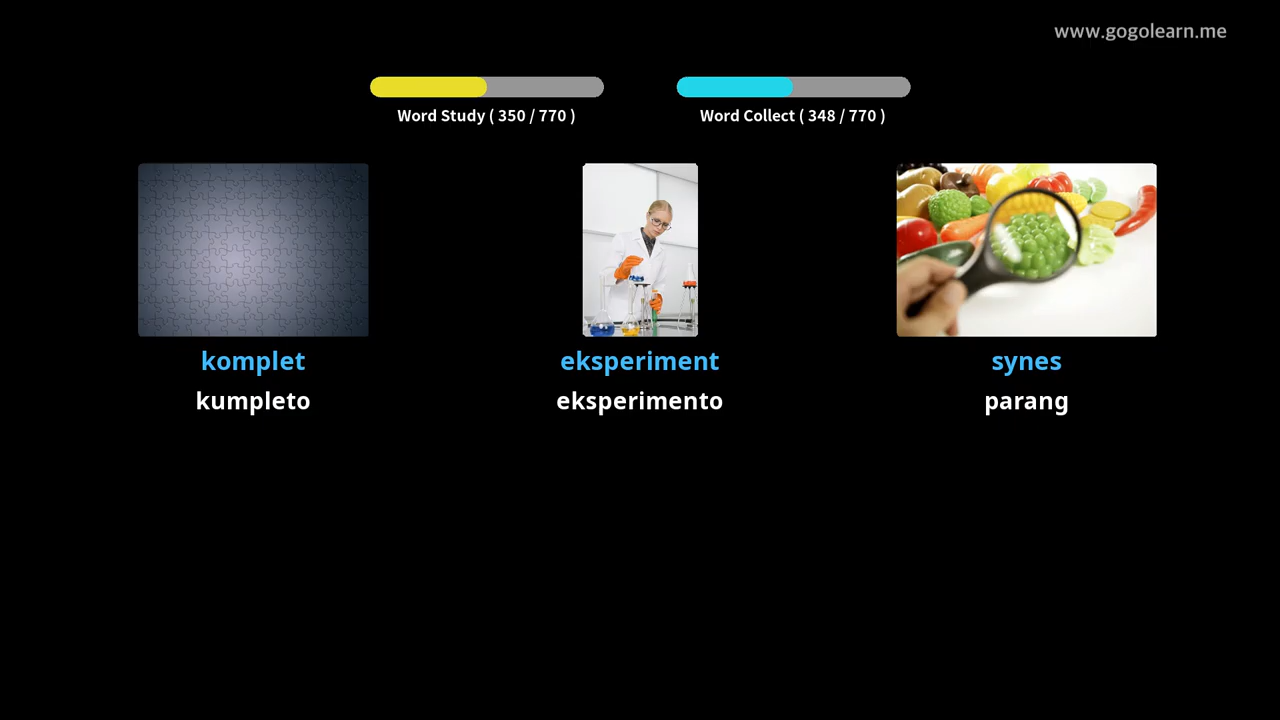 www.gogolearn.me
Word Study ( 350 / 770 )
Word Collect ( 348 / 770 )
komplet
kumpleto
eksperiment
eksperimento
synes
parang